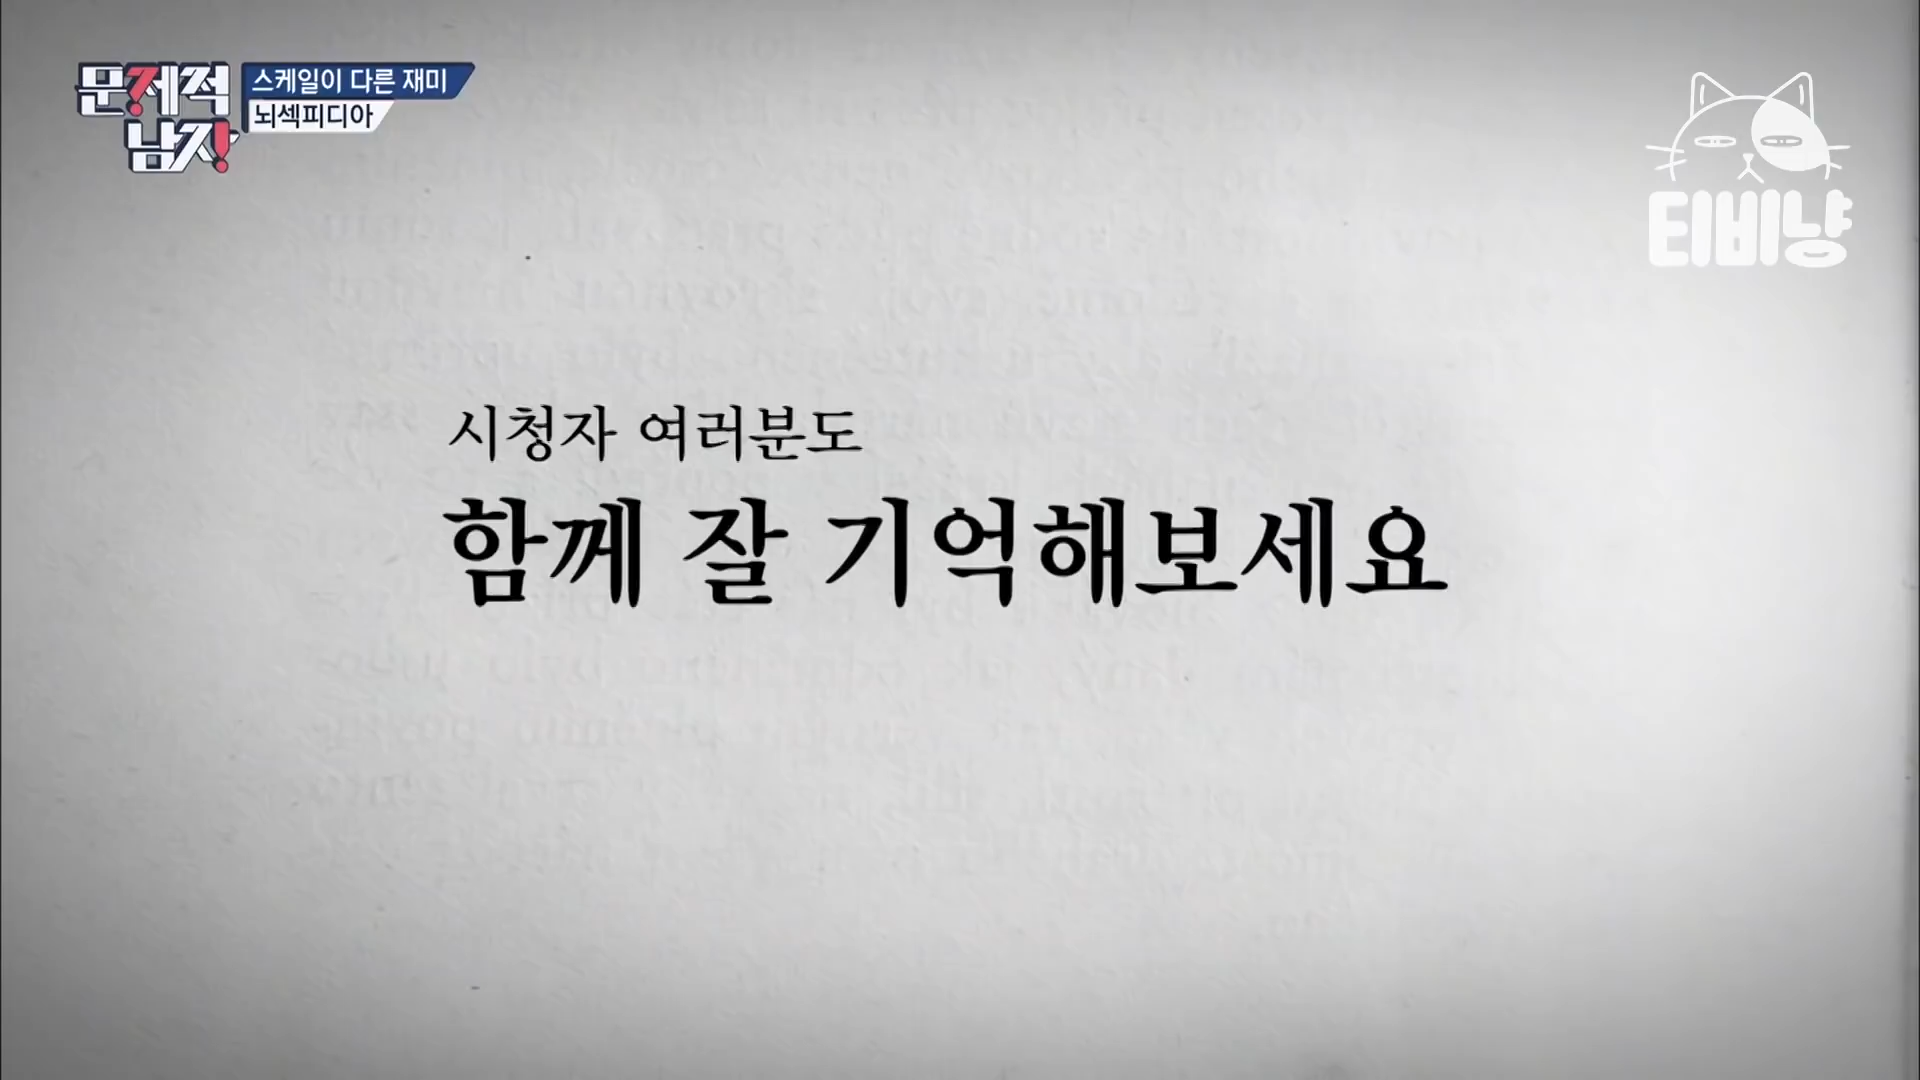 문제적
남자
스케일이 다른 재미
뇌섹피디아
티비냥
시청자 여러분도
함께 잘 기억해보세요